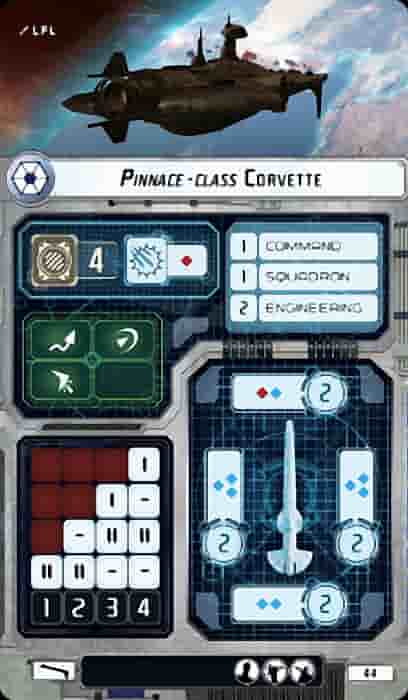 LFL
PINNACE-CLASS CORVETTE
4
1 COMMAND
1 SQUADRON
2 ENGINEERING
2
2 2
2
I
I -
- II II
II II - -
1 2 3 4
44